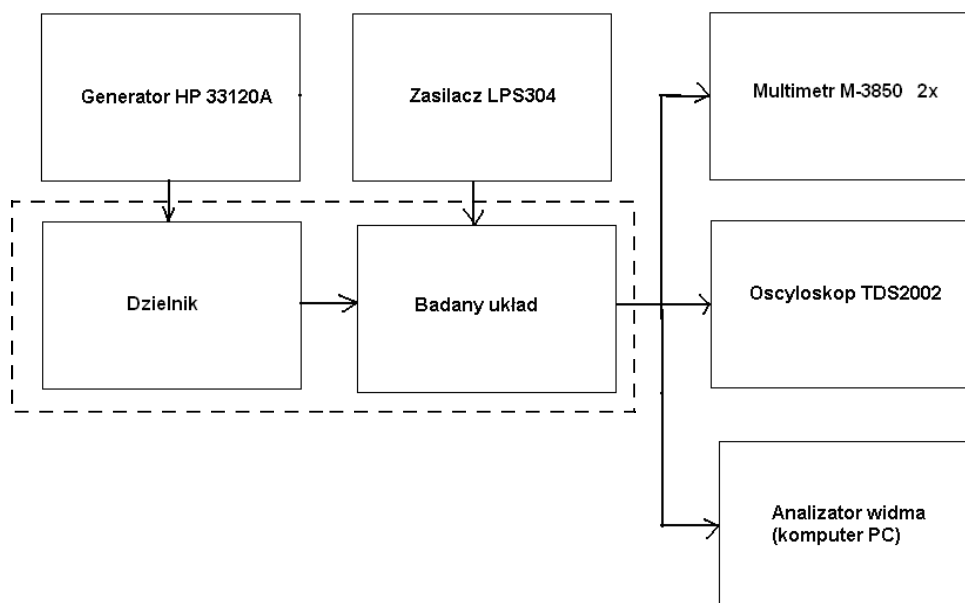 Generator HP 33120A
Zasilacz LPS304
Multimetr M-3850 2x
Dzielnik
Badany układ
Oscyloskop TDS2002
Analizator widma
(komputer PC)